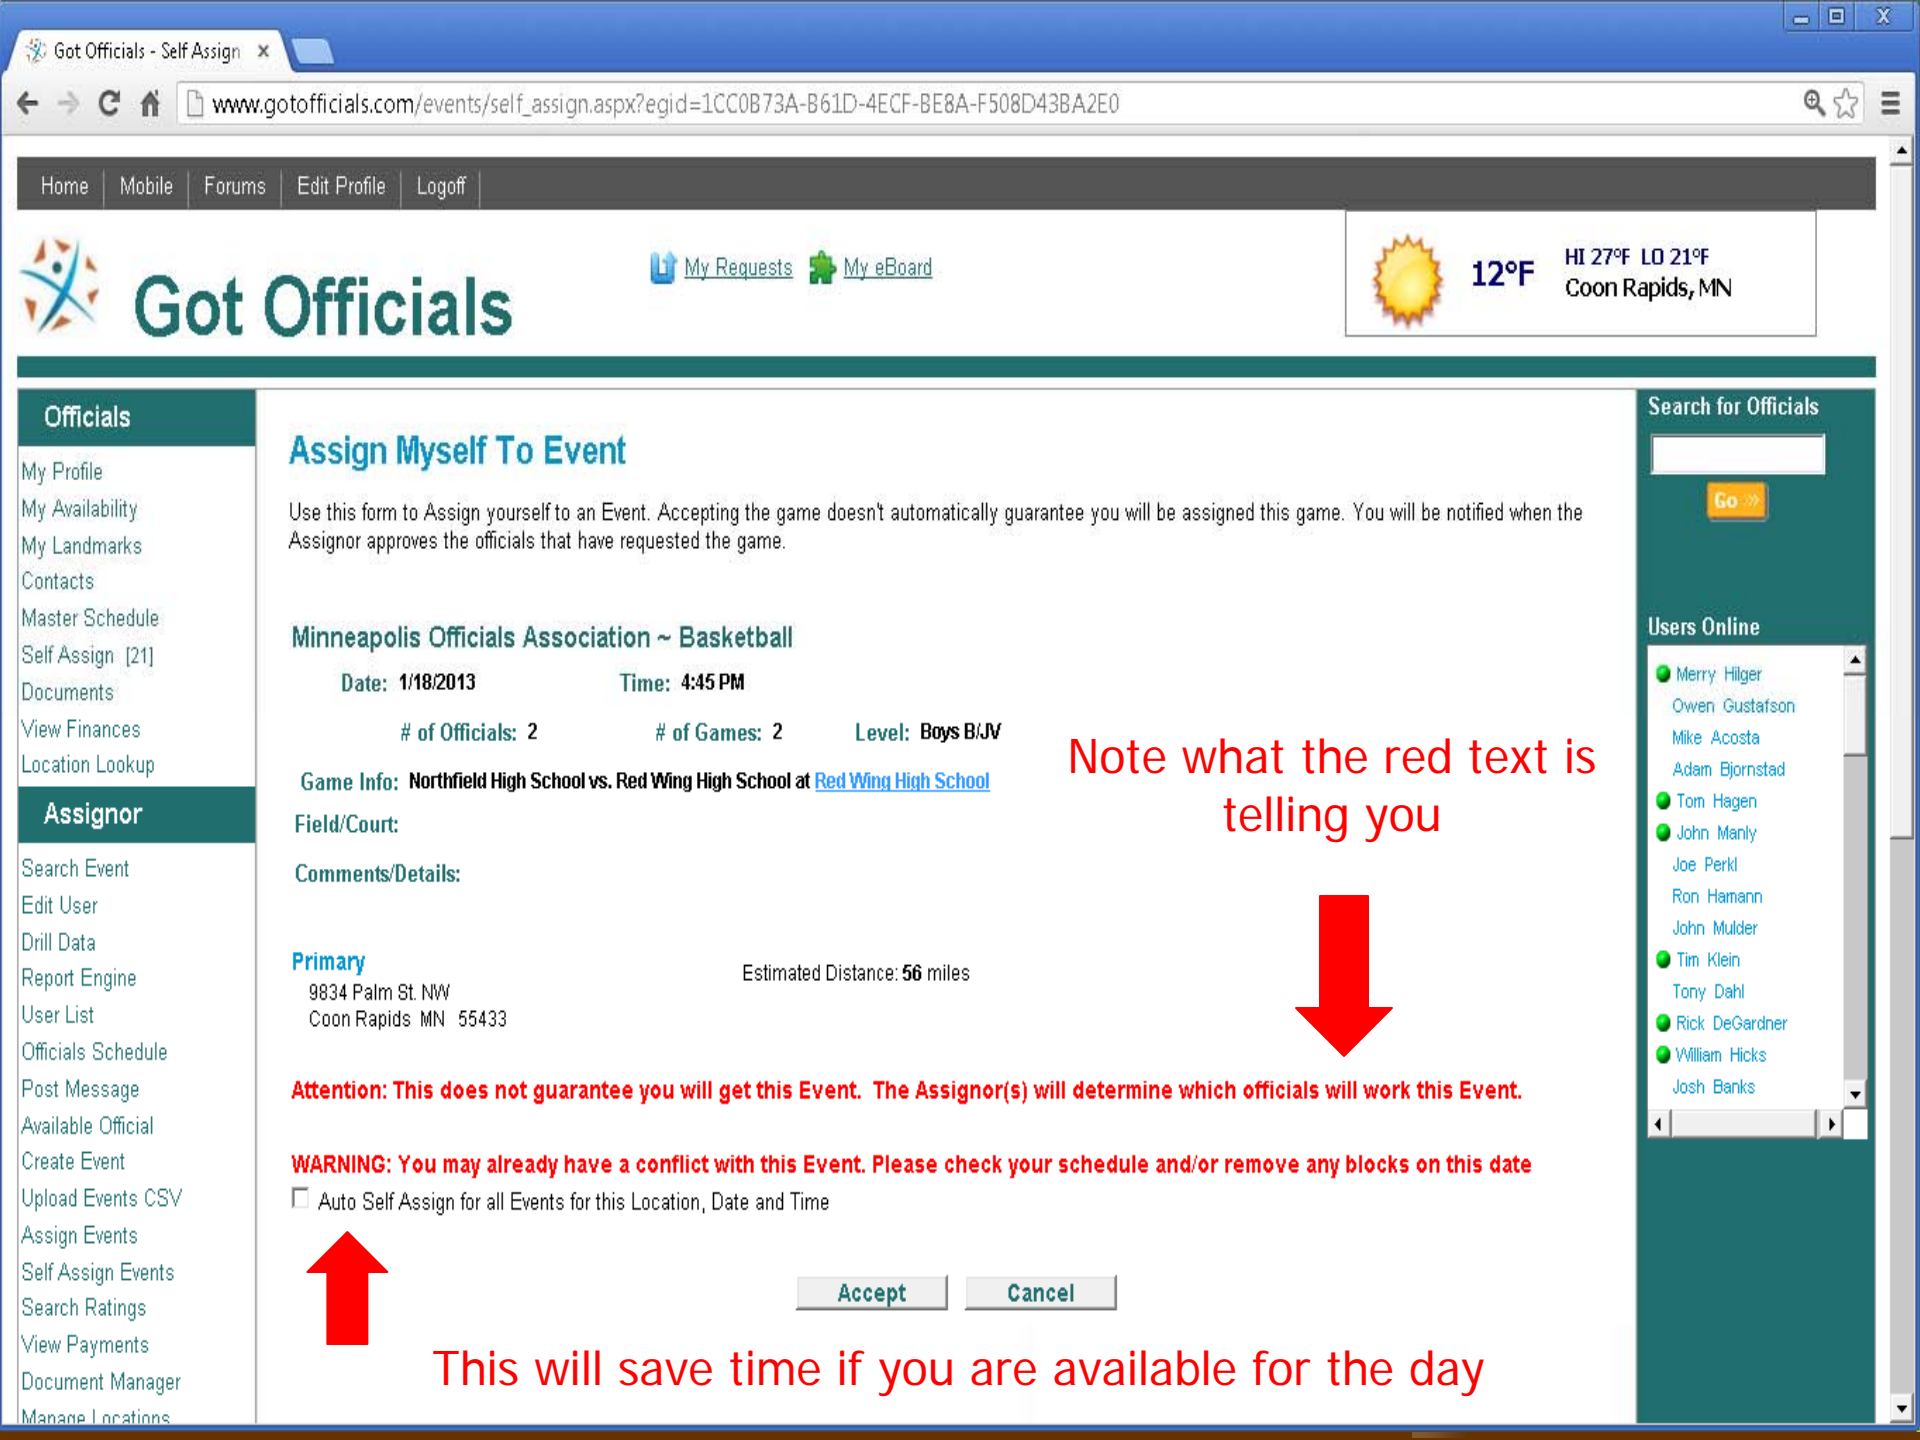 Got Officials - Self Assign
www.gotofficials.com/events/self_assign.aspx?egid=1CC0B73A-B61D-4ECF-BE8A-F508D43BA2E0
Home Mobile Forums Edit Profile Logoff
Got Officials
My Requests My eBoard
12°F
HI 27°F LO 21°F
Coon Rapids, MN
Officials
My Profile
My Availability
My Landmarks
Contacts
Master Schedule
Self Assign [21]
Documents
View Finances
Location Lookup
Assignor
Search Event
Edit User
Drill Data
Report Engine
User List
Officials Schedule
Post Message
Available Official
Create Event
Upload Events CSV
Assign Events
Self Assign Events
Search Ratings
View Payments
Document Manager
Manage Locations
Assign Myself To Event
Use this form to Assign yourself to an Event. Accepting the game doesn't automatically guarantee you will be assigned this game. You will be notified when the
Assignor approves the officials that have requested the game.
Minneapolis Officials Association ~ Basketball
Date: 1/18/2013 Time: 4:45 PM
# of Officials: 2 # of Games: 2 Level: Boys B/JV
Game Info: Northfield High School vs. Red Wing High School at Red Wing High School
Field/Court:
Comments/Details:
Note what the red text is
telling you
Primary
9834 Palm St. NW
Coon Rapids MN 55433
Estimated Distance: 56 miles
Attention: This does not guarantee you will get this Event. The Assignor(s) will determine which officials will work this Event.
WARNING: You may already have a conflict with this Event. Please check your schedule and/or remove any blocks on this date
Auto Self Assign for all Events for this Location, Date and Time
Accept Cancel
This will save time if you are available for the day
Search for Officials
Go »
Users Online
Merry Hilger
Owen Gustafson
Mike Acosta
Adam Bjornstad
Tom Hagen
John Manly
Joe Perkl
Ron Hamann
John Mulder
Tim Klein
Tony Dahl
Rick DeGardner
William Hicks
Josh Banks